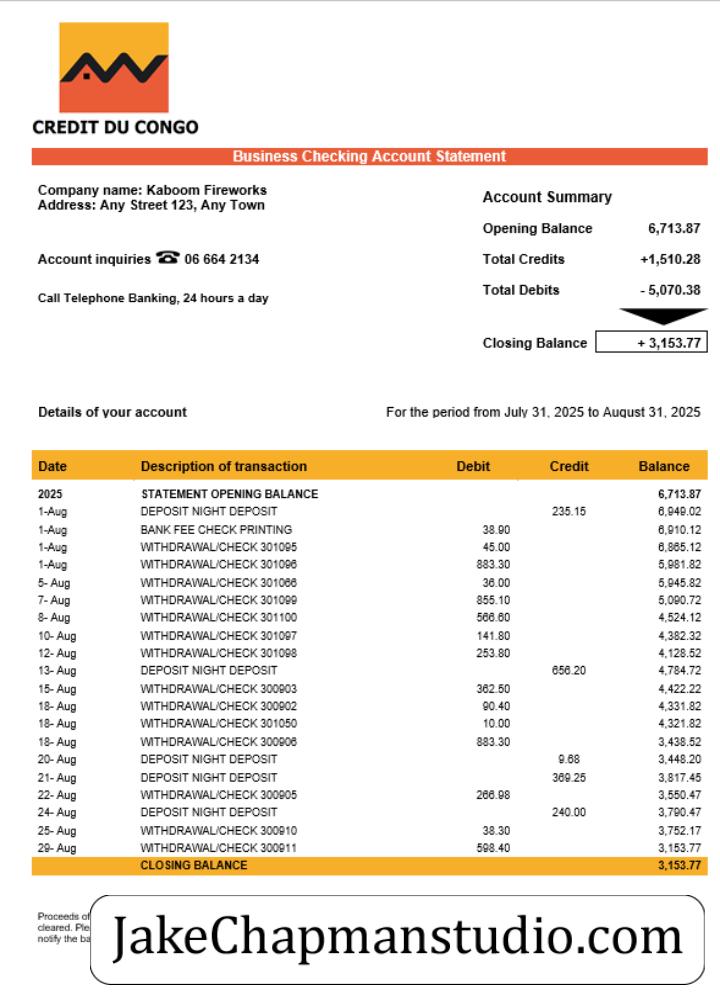 CREDIT DU CONGO
Business Checking Account Statement
Company name: Kaboom Fireworks
Address: Any Street 123, Any Town
Account inquiries ☎ 06 664 2134
Call Telephone Banking, 24 hours a day
Account Summary
Opening Balance 6,713.87
Total Credits +1,510.28
Total Debits - 5,070.38
Closing Balance + 3,153.77
Details of your account For the period from July 31, 2025 to August 31, 2025
Date Description of transaction Debit Credit Balance
2025 STATEMENT OPENING BALANCE 6,713.87
1-Aug DEPOSIT NIGHT DEPOSIT 235.15 6,949.02
1-Aug BANK FEE CHECK PRINTING 38.90 6,910.12
1-Aug WITHDRAWAL/CHECK 301095 45.00 6,865.12
1-Aug WITHDRAWAL/CHECK 301096 883.30 5,981.82
5- Aug WITHDRAWAL/CHECK 301066 36.00 5,945.82
7- Aug WITHDRAWAL/CHECK 301099 855.10 5,090.72
8- Aug WITHDRAWAL/CHECK 301100 566.60 4,524.12
10- Aug WITHDRAWAL/CHECK 301097 141.80 4,382.32
12- Aug WITHDRAWAL/CHECK 301098 253.80 4,128.52
13- Aug DEPOSIT NIGHT DEPOSIT 656.20 4,784.72
15- Aug WITHDRAWAL/CHECK 300903 362.50 4,422.22
18- Aug WITHDRAWAL/CHECK 300902 90.40 4,331.82
18- Aug WITHDRAWAL/CHECK 301050 10.00 4,321.82
18- Aug WITHDRAWAL/CHECK 300906 883.30 3,438.52
20- Aug DEPOSIT NIGHT DEPOSIT 9.68 3,448.20
21- Aug DEPOSIT NIGHT DEPOSIT 369.25 3,817.45
22- Aug WITHDRAWAL/CHECK 300905 266.98 3,550.47
24- Aug DEPOSIT NIGHT DEPOSIT 240.00 3,790.47
25- Aug WITHDRAWAL/CHECK 300910 38.30 3,752.17
29- Aug WITHDRAWAL/CHECK 300911 598.40 3,153.77
CLOSING BALANCE 3,153.77
Proceeds of
cleared. Ple
notify the ba
JakeChapmanstudio.com